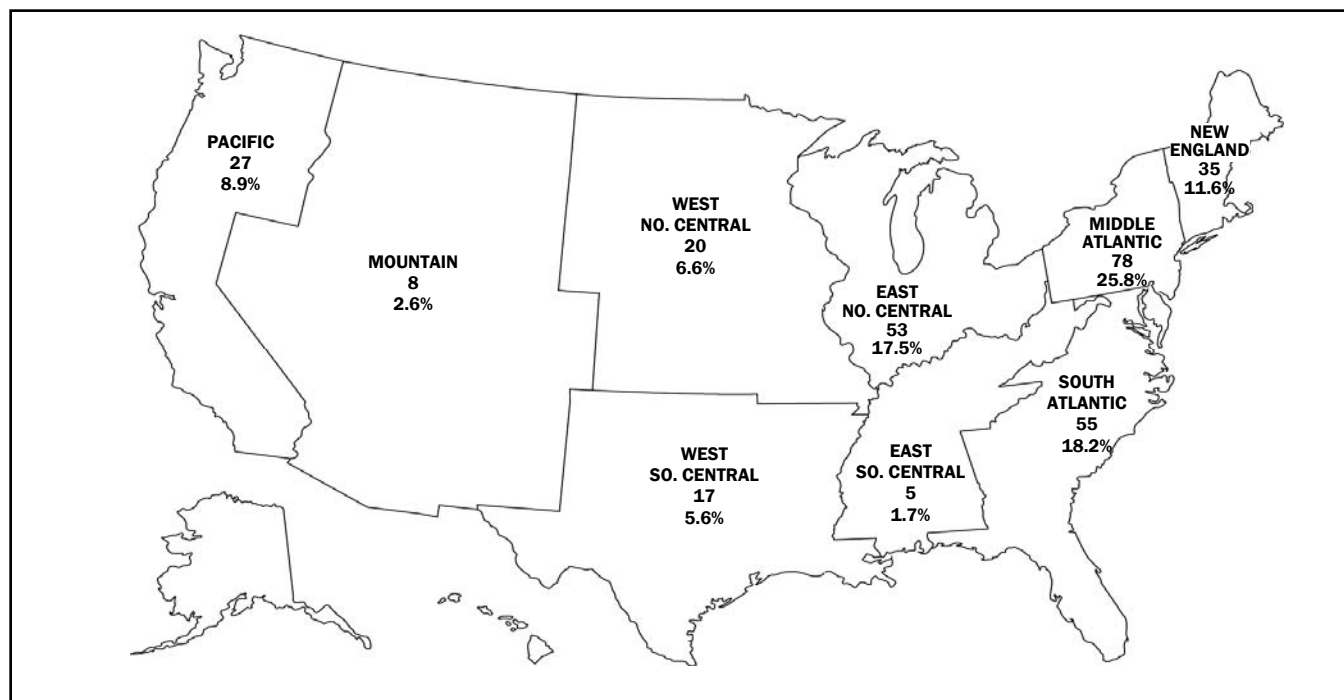 PACIFIC
27
8.9%
MOUNTAIN
8
2.6%
WEST
NO. CENTRAL
20
6.6%
WEST
SO. CENTRAL
17
5.6%
EAST
NO. CENTRAL
53
17.5%
EAST
SO. CENTRAL
5
1.7%
NEW
ENGLAND
35
11.6%
MIDDLE
ATLANTIC
78
25.8%
SOUTH
ATLANTIC
55
18.2%